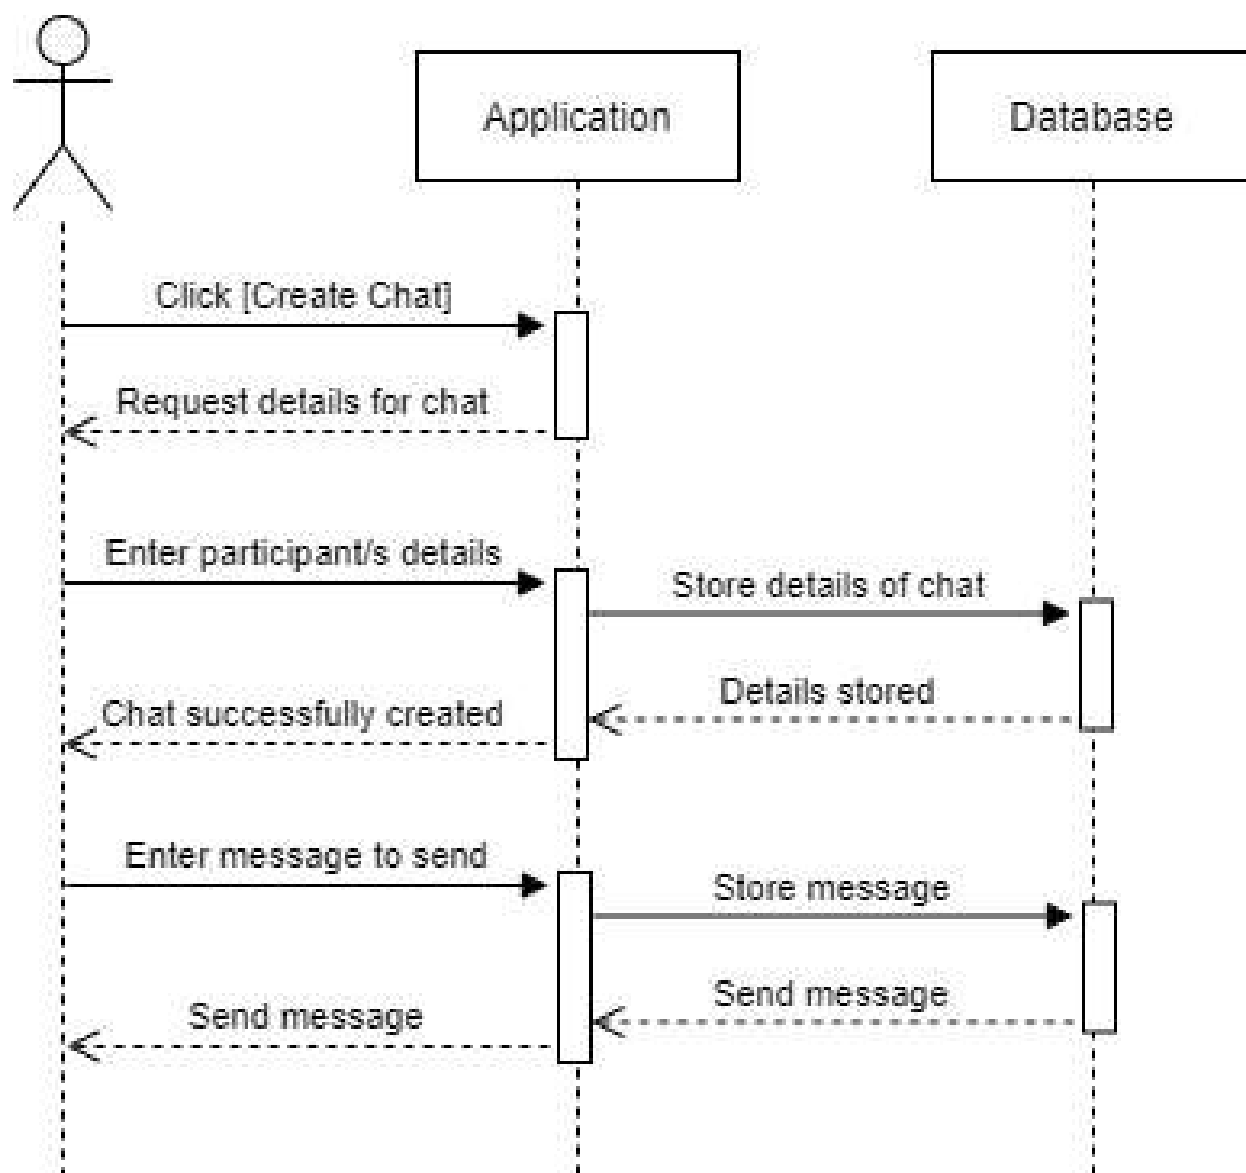 Application
Database
Click [Create Chat]
Request details for chat
Enter participant/s details
Store details of chat
Details stored
Chat successfully created
Enter message to send
Store message
Send message
Send message